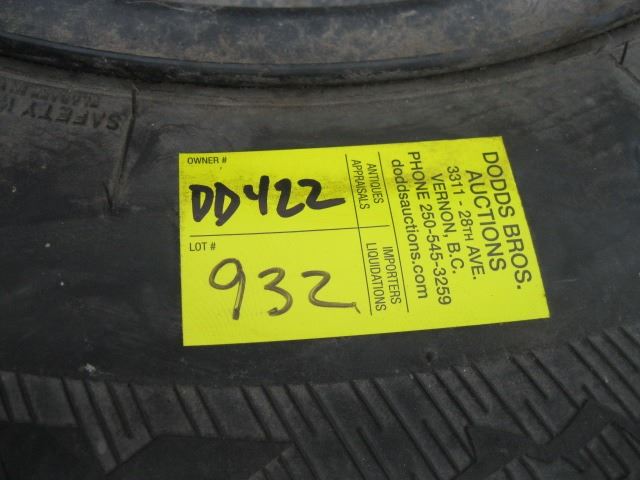 OWNER #
DD422
LOT #
932
ANTIQUES
APPRAISALS
IMPORTERS
LIQUIDATIONS
DODDS BROS.
AUCTIONS
3311 - 28TH AVE.
VERNON, B.C.
PHONE 250-545-3259
doddsauctions.com
SAFETY